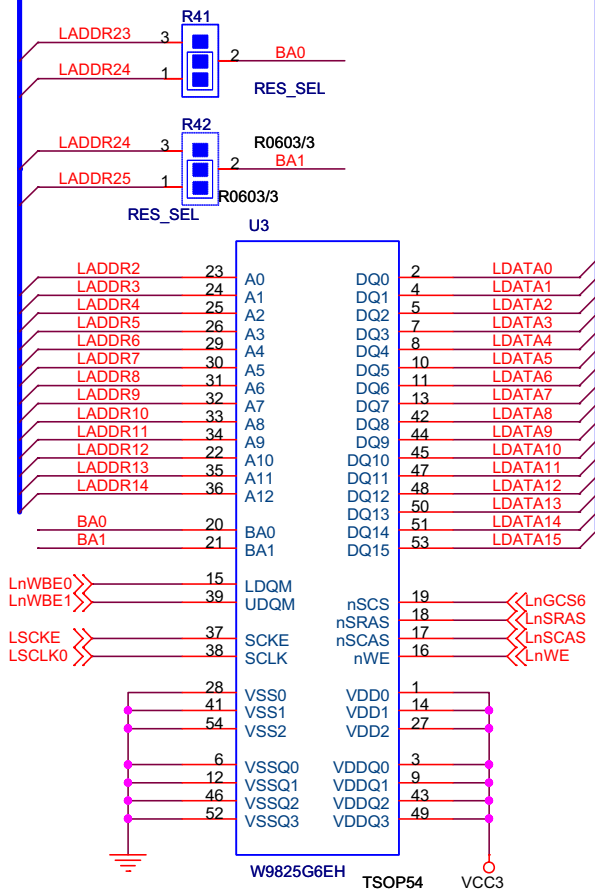 R41
LADDR23 3
2 BA0
LADDR24 1
RES_SEL
R42
LADDR24 3 R0603/3
2 BA1
LADDR25 1 R0603/3
RES_SEL
U3
LADDR2 23 A0 DQ0 2 LDATA0
LADDR3 24 A1 DQ1 4 LDATA1
LADDR4 25 A2 DQ2 5 LDATA2
LADDR5 26 A3 DQ3 7 LDATA3
LADDR6 29 A4 DQ4 8 LDATA4
LADDR7 30 A5 DQ5 10 LDATA5
LADDR8 31 A6 DQ6 11 LDATA6
LADDR9 32 A7 DQ7 13 LDATA7
LADDR10 33 A8 DQ8 42 LDATA8
LADDR11 34 A9 DQ9 44 LDATA9
LADDR12 22 A10 DQ10 45 LDATA10
LADDR13 35 A11 DQ11 47 LDATA11
LADDR14 36 A12 DQ12 48 LDATA12
DQ13 50 LDATA13
BA0 20 BA0 DQ14 51 LDATA14
BA1 21 BA1 DQ15 53 LDATA15
LnWBE0 15 LDQM
LnWBE1 39 UDQM nSCS 19 LnGCS6
nSRAS 18 LnSRAS
LSCKE 37 SCKE nSCAS 17 LnSCAS
LSCLK0 38 SCLK nWE 16 LnWE
28 VSS0 VDD0 1
41 VSS1 VDD1 14
54 VSS2 VDD2 27
6 VSSQ0 VDDQ0 3
12 VSSQ1 VDDQ1 9
46 VSSQ2 VDDQ2 43
52 VSSQ3 VDDQ3 49
W9825G6EH
TSOP54 VCC3